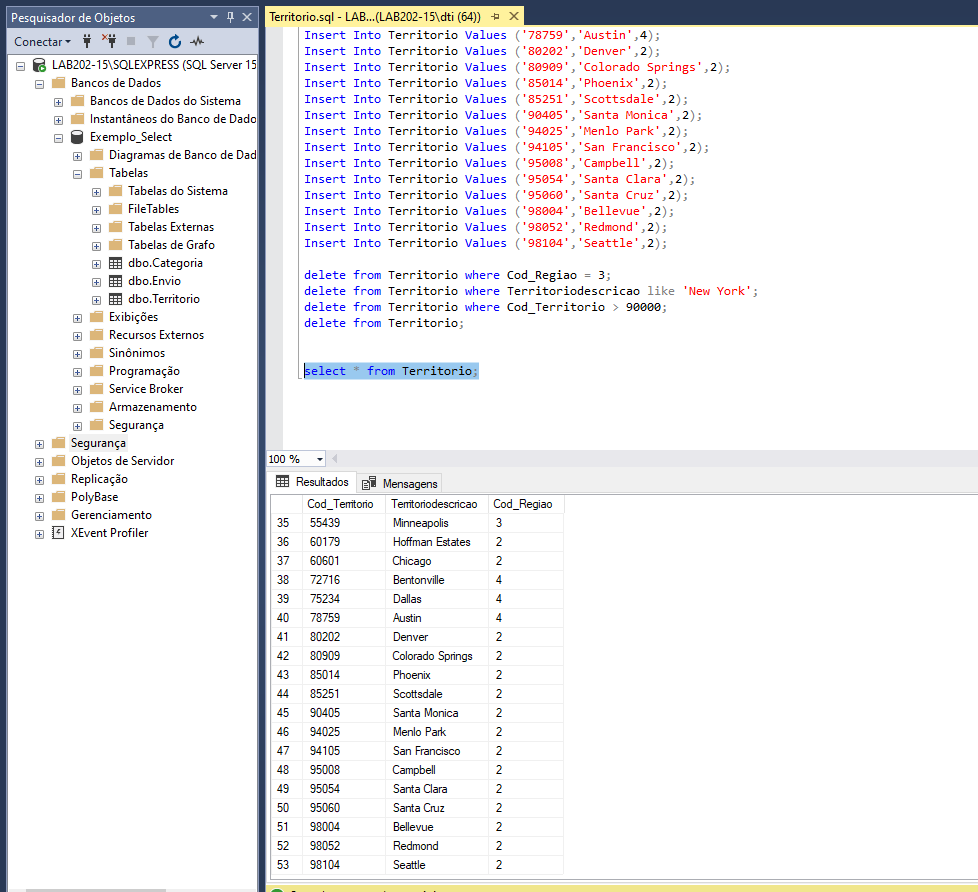 Pesquisador de Objetos
Conectar
LAB202-15\SQLEXPRESS (SQL Server 15
Bancos de Dados
Bancos de Dados do Sistema
Instantâneos do Banco de Dado
Exemplo_Select
Diagramas de Banco de Dad
Tabelas
Tabelas do Sistema
FileTables
Tabelas Externas
Tabelas de Grafo
dbo.Categoria
dbo.Envio
dbo.Territorio
Exibições
Recursos Externos
Sinônimos
Programação
Service Broker
Armazenamento
Segurança
Segurança
Objetos de Servidor
Replicação
PolyBase
Gerenciamento
XEvent Profiler
Territorio.sql - LAB...(LAB202-15\dti (64))
Insert Into Territorio Values ('78759','Austin',4);
Insert Into Territorio Values ('80202','Denver',2);
Insert Into Territorio Values ('80909','Colorado Springs',2);
Insert Into Territorio Values ('85014','Phoenix',2);
Insert Into Territorio Values ('85251','Scottsdale',2);
Insert Into Territorio Values ('90405','Santa Monica',2);
Insert Into Territorio Values ('94025','Menlo Park',2);
Insert Into Territorio Values ('94105','San Francisco',2);
Insert Into Territorio Values ('95008','Campbell',2);
Insert Into Territorio Values ('95054','Santa Clara',2);
Insert Into Territorio Values ('95060','Santa Cruz',2);
Insert Into Territorio Values ('98004','Bellevue',2);
Insert Into Territorio Values ('98052','Redmond',2);
Insert Into Territorio Values ('98104','Seattle',2);
delete from Territorio where Cod_Regiao = 3;
delete from Territorio where Territoriodescricao like 'New York';
delete from Territorio where Cod_Territorio > 90000;
delete from Territorio;
select * from Territorio;
100 %
Resultados Mensagens
Cod_Territorio Territoriodescricao Cod_Regiao
35 55439 Minneapolis 3
36 60179 Hoffman Estates 2
37 60601 Chicago 2
38 72716 Bentonville 4
39 75234 Dallas 4
40 78759 Austin 4
41 80202 Denver 2
42 80909 Colorado Springs 2
43 85014 Phoenix 2
44 85251 Scottsdale 2
45 90405 Santa Monica 2
46 94025 Menlo Park 2
47 94105 San Francisco 2
48 95008 Campbell 2
49 95054 Santa Clara 2
50 95060 Santa Cruz 2
51 98004 Bellevue 2
52 98052 Redmond 2
53 98104 Seattle 2